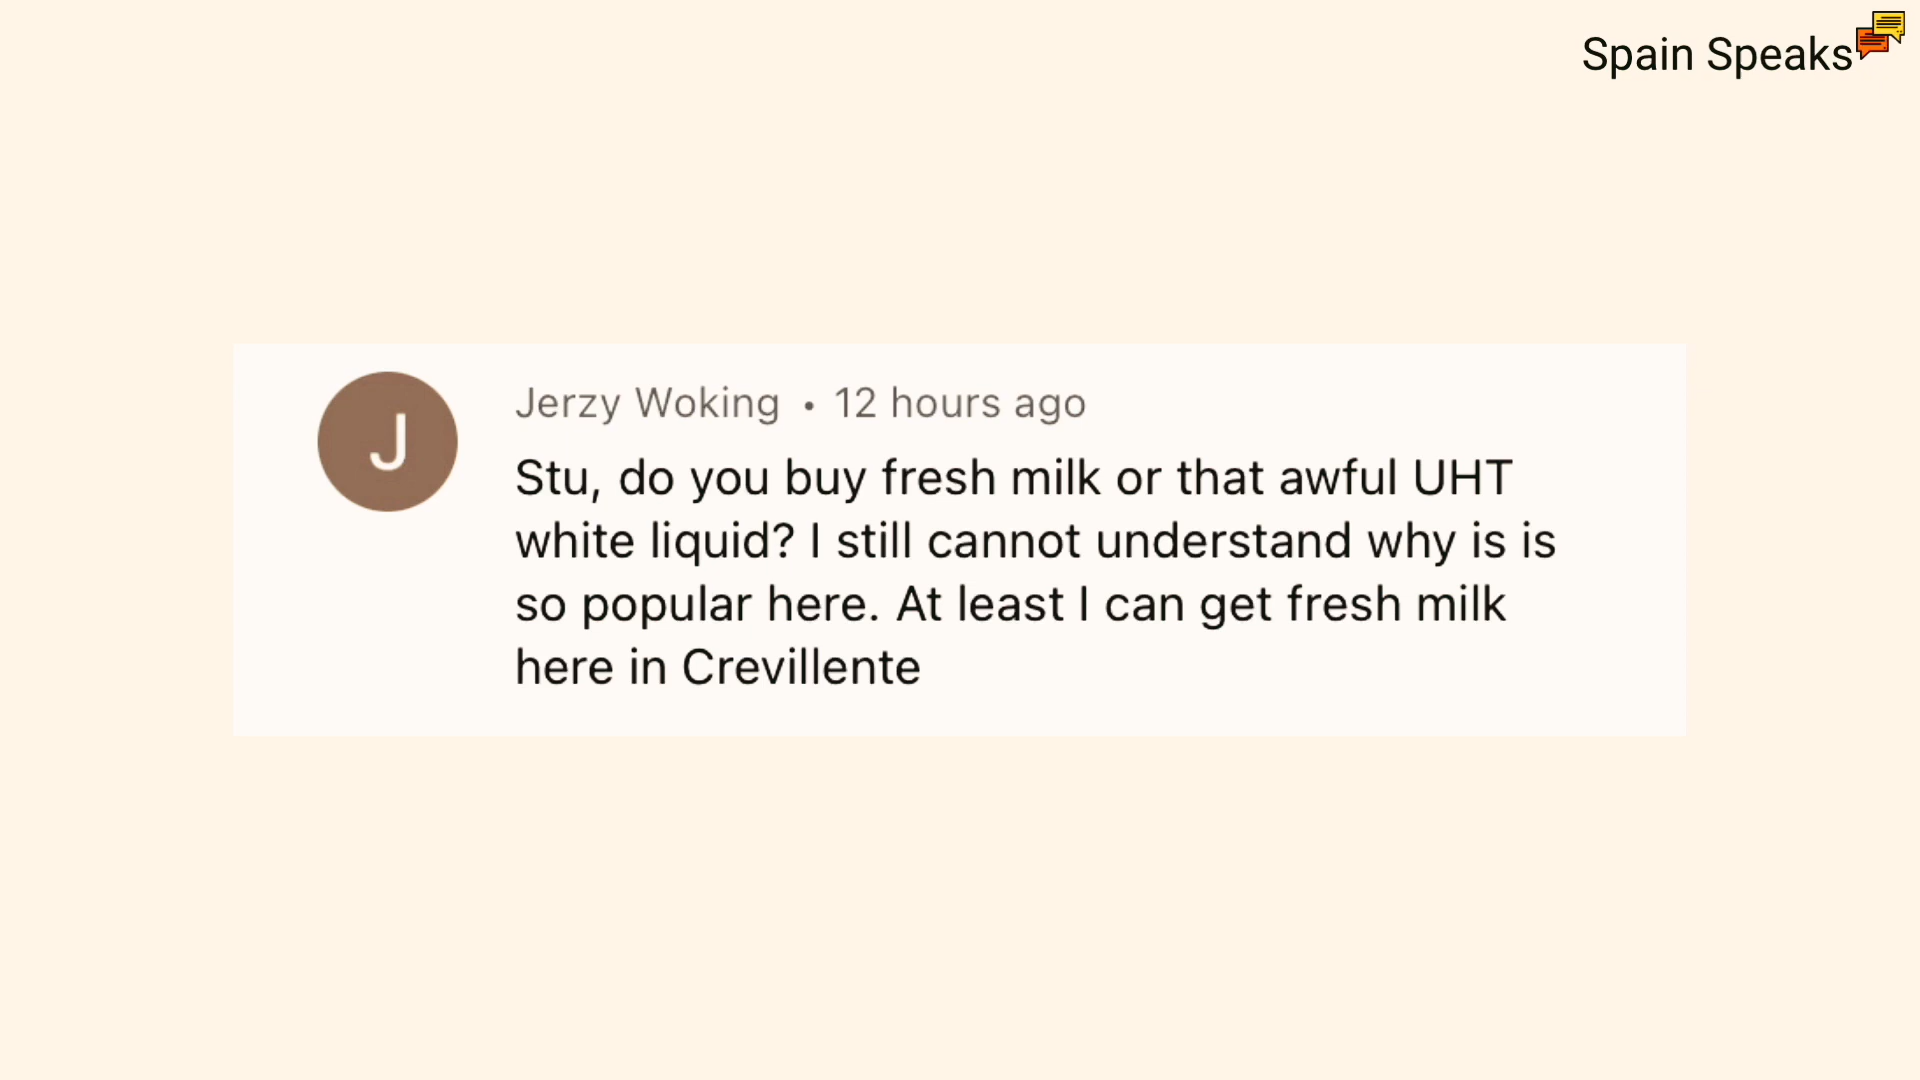 Spain Speaks
J
Jerzy Woking • 12 hours ago
Stu, do you buy fresh milk or that awful UHT
white liquid? I still cannot understand why is is
so popular here. At least I can get fresh milk
here in Crevillente